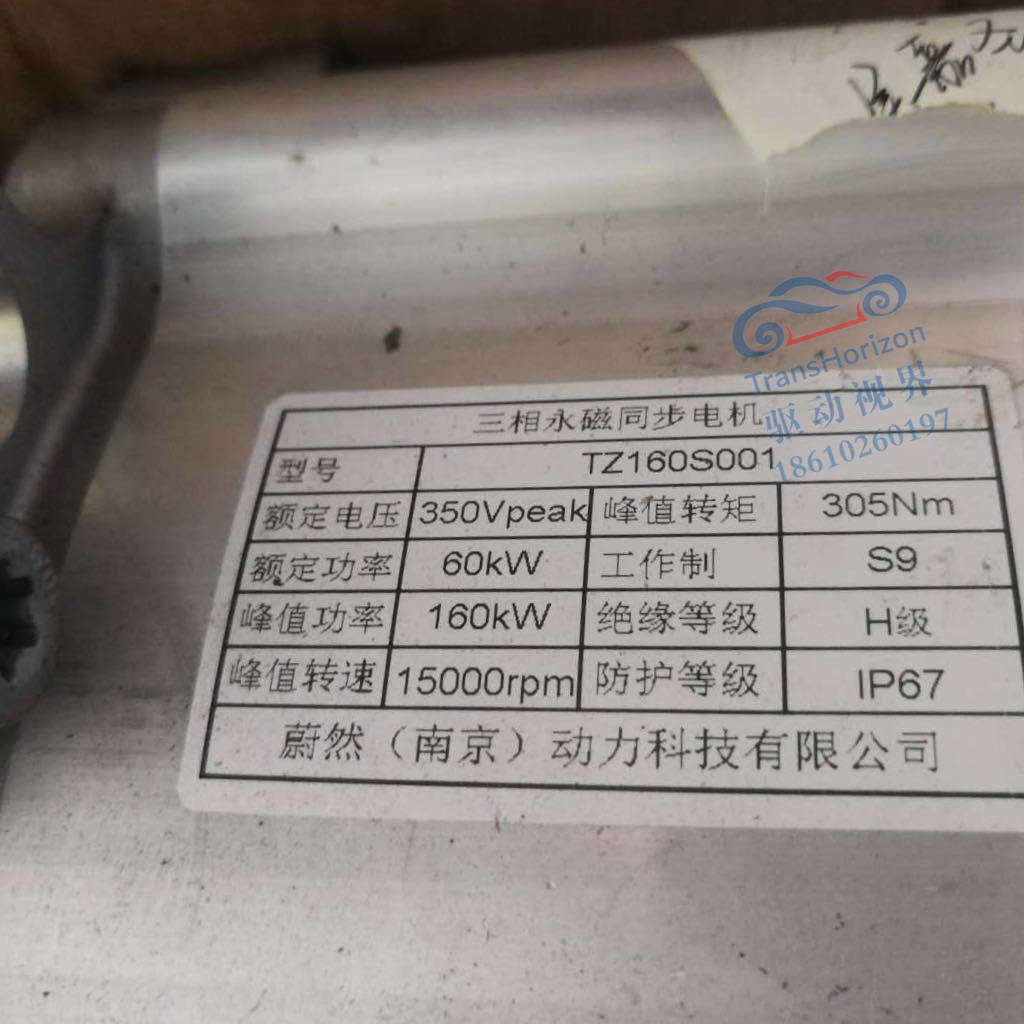 TransHorizon
驱动视界
18610260197
三相永磁同步电机
型号 TZ160S001
额定电压 350Vpeak 峰值转矩 305Nm
额定功率 60kW 工作制 S9
峰值功率 160kW 绝缘等级 H级
峰值转速 15000rpm 防护等级 IP67
蔚然（南京）动力科技有限公司